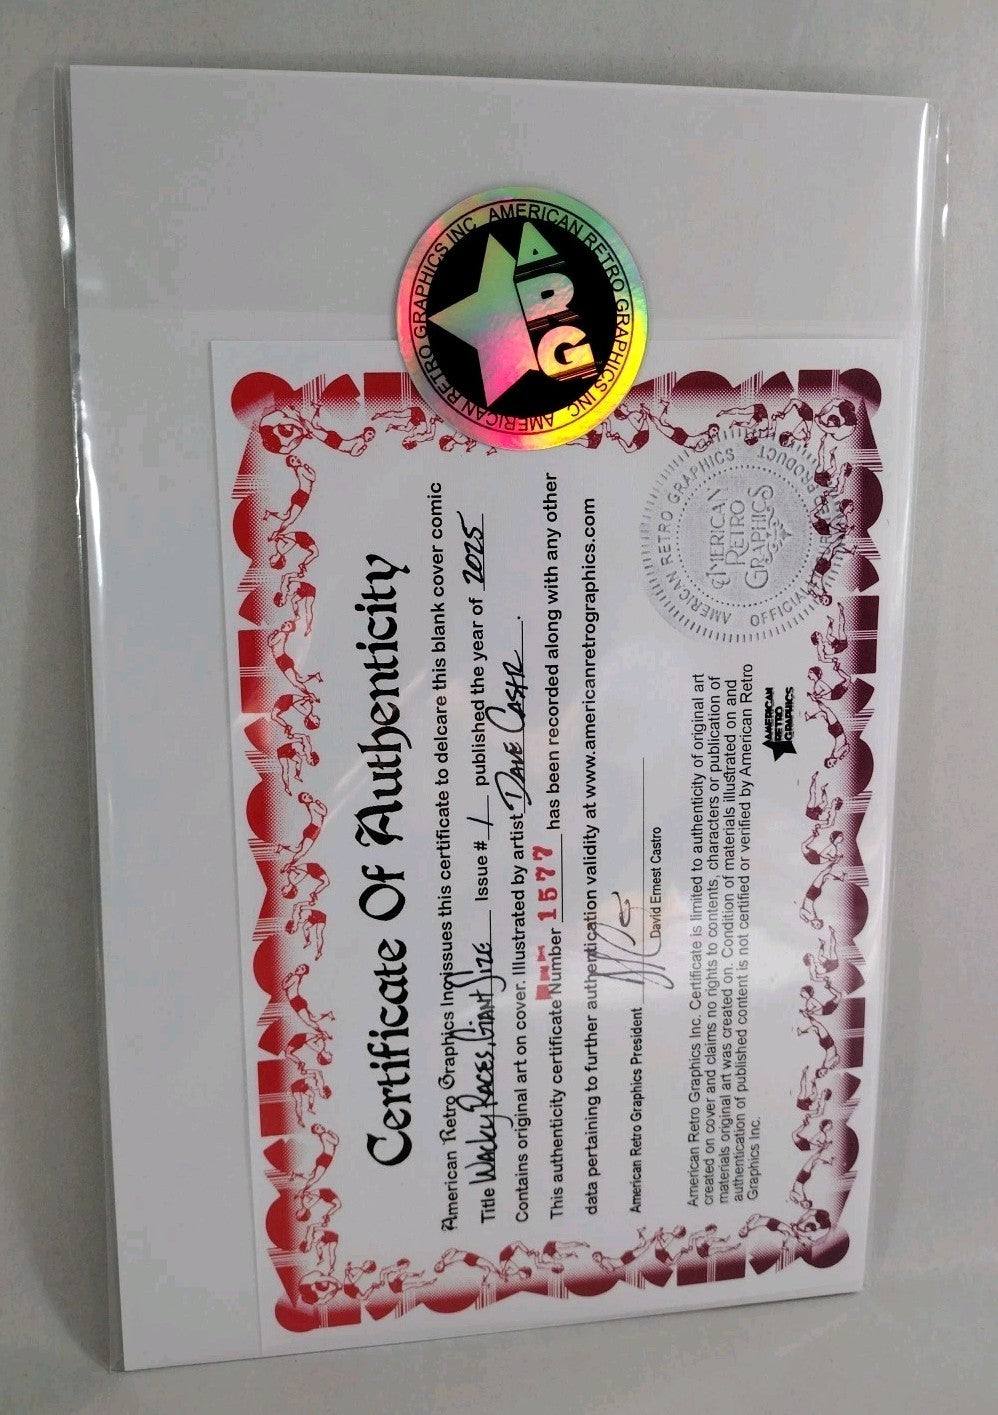 AMERICAN RETRO GRAPHICS INC. AMERICAN RETRO GRAPHICS INC.
ARG
Certificate Of Authenticity
American Retro Graphics Inc issues this certificate to delcare this blank cover comic
Title Wacky Races, Giant Size Issue # 1 published the year of 2025
Contains original art on cover. Illustrated by artist Dave Castr.
This authenticity certificate Number 1577 has been recorded along with any other
data pertaining to further authentication validity at www.americanretrographics.com
American Retro Graphics President
David Ernest Castro
American Retro Graphics Inc. Certificate is limited to authenticity of original art
created on cover and claims no rights to contents, characters or publication of
materials original art was created on. Condition of materials illustrated on and
authentication of published content is not certified or verified by American Retro
Graphics Inc.
AMERICAN
RETRO
GRAPHICS
AMERICAN RETRO GRAPHICS
OFFICIAL PRODUCT
AMERICAN
RETRO
GRAPHICS